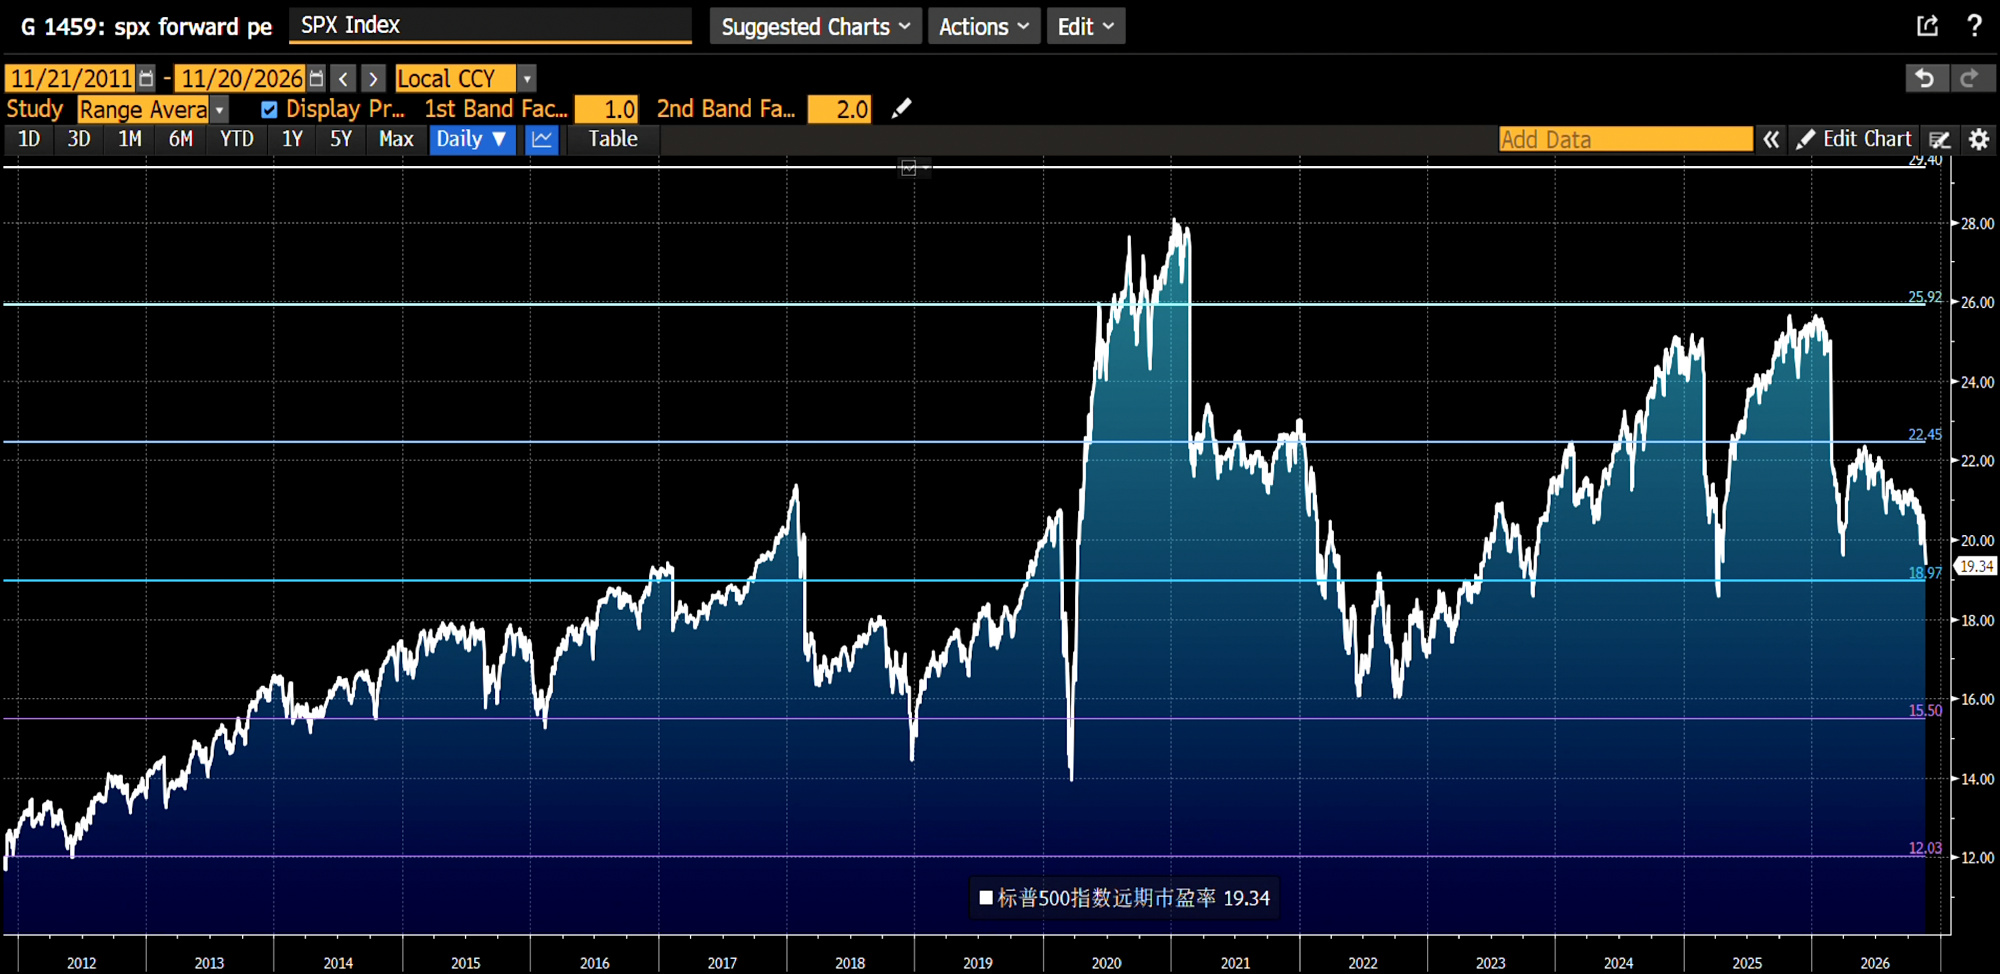 G 1459: spx forward pe SPX Index Suggested Charts Actions Edit ?
11/21/2011 - 11/20/2026 < > Local CCY
Study Range Avera Display Pr... 1st Band Fac... 1.0 2nd Band Fa... 2.0
1D 3D 1M 6M YTD 1Y 5Y Max Daily ▼ Table Add Data « Edit Chart
29.40
28.00
25.92
26.00
24.00
22.45
22.00
20.00
19.34
18.97
18.00
16.00
15.50
14.00
12.03
12.00
标普500指数远期市盈率 19.34
2012 2013 2014 2015 2016 2017 2018 2019 2020 2021 2022 2023 2024 2025 2026